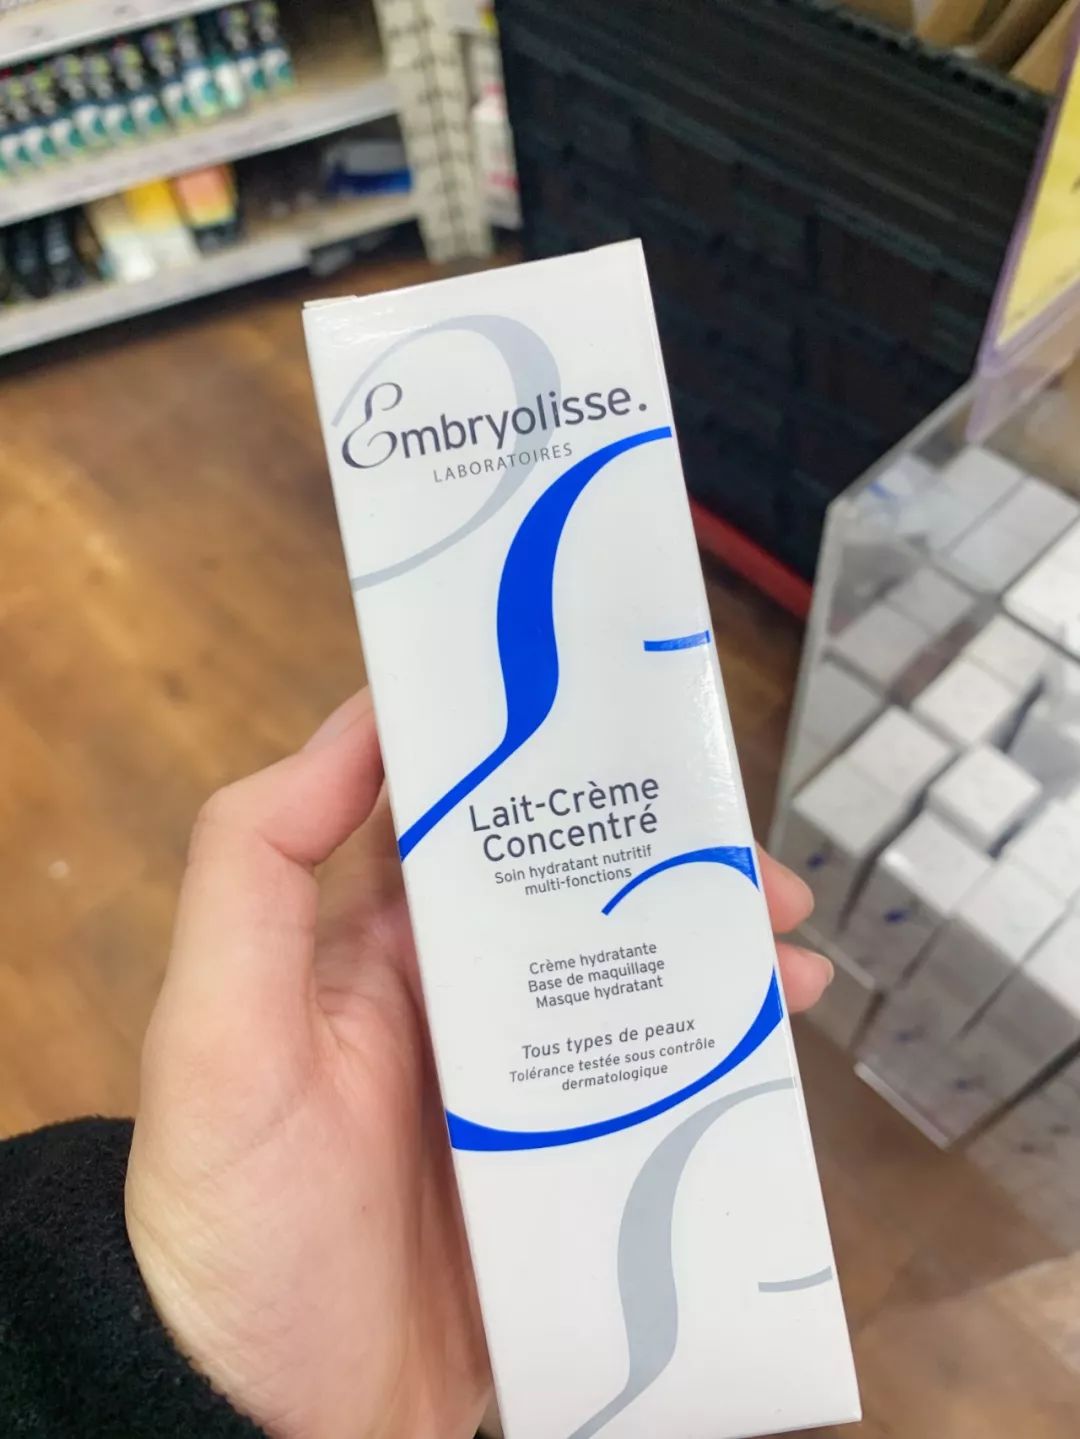 Embryolisse.
LABORATOIRES
Lait-Crème
Concentré
Soin hydratant nutritif
multi-fonctions
Crème hydratante
Base de maquillage
Masque hydratant
Tous types de peaux
Tolérance testée sous contrôle
dermatologique